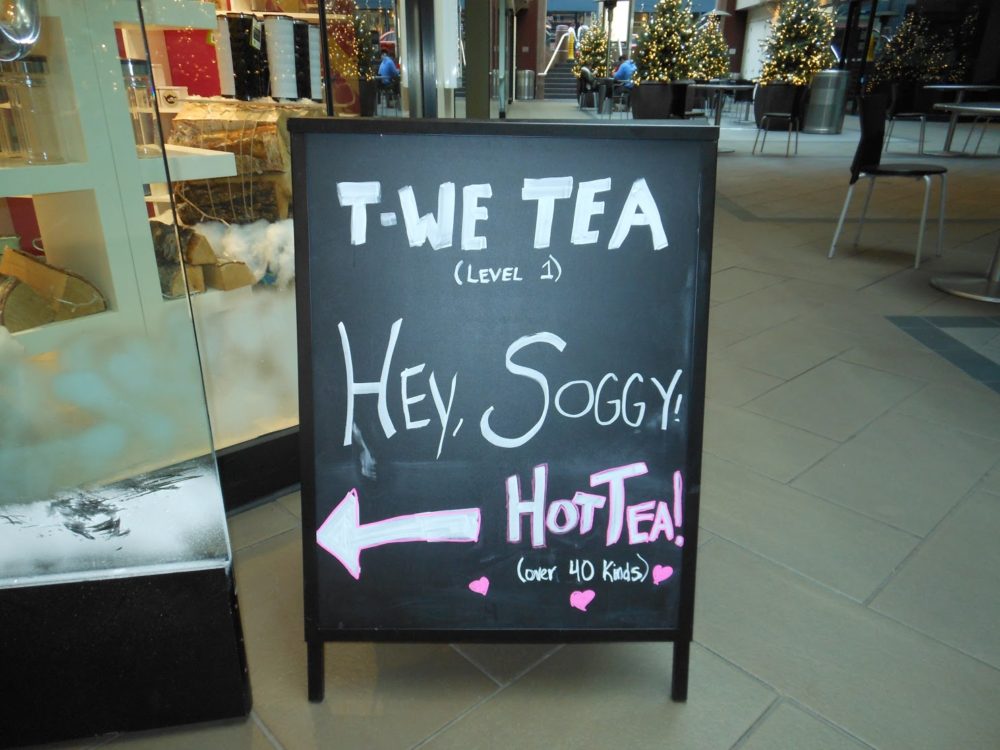 T-WE TEA
(LEVEL 1)
HEY, SOGGY!
HOT TEA!
(over 40 Kinds)